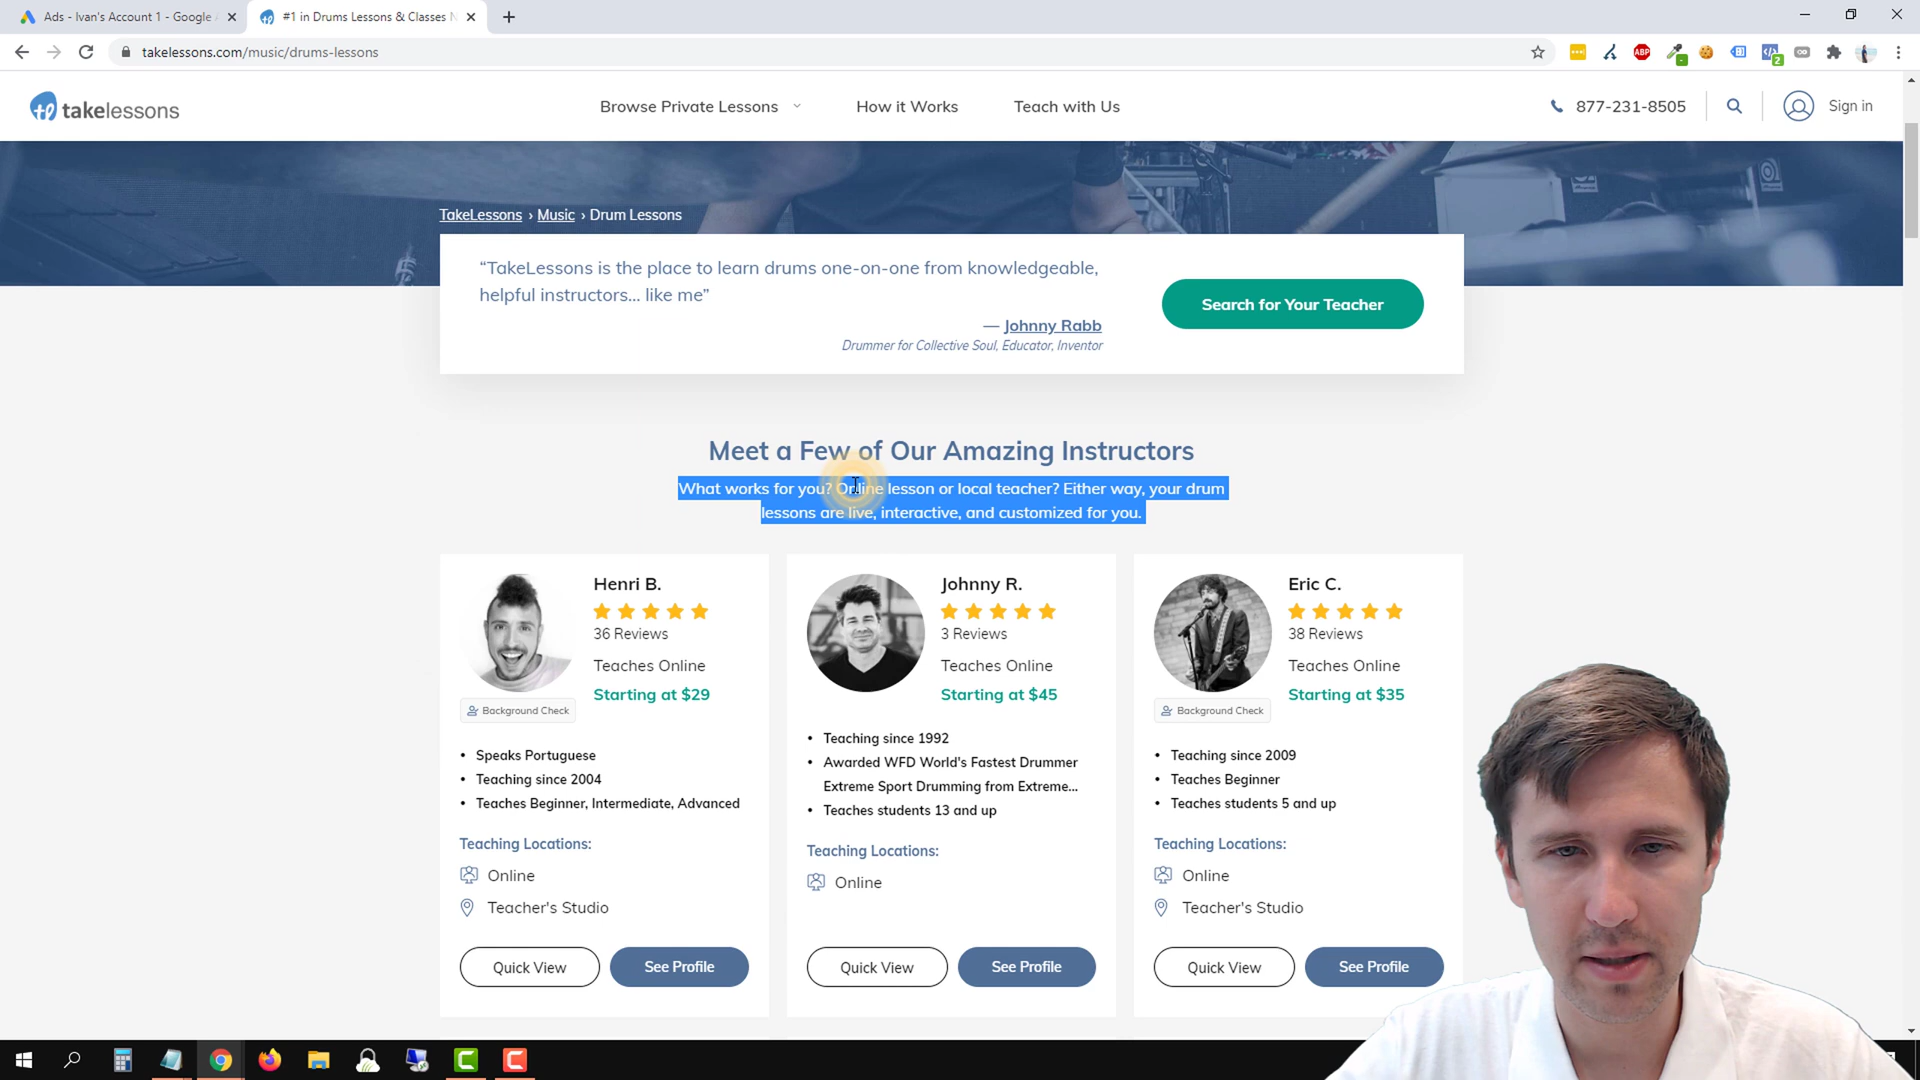 Ads - Ivan's Account 1 - Google
#1 in Drums Lessons & Classes N
takelessons.com/music/drums-lessons
ABP
2
takelessons
Browse Private Lessons
How it Works
Teach with Us
877-231-8505
Sign in
TakeLessons › Music › Drum Lessons
“TakeLessons is the place to learn drums one-on-one from knowledgeable,
helpful instructors... like me”
— Johnny Rabb
Drummer for Collective Soul, Educator, Inventor
Search for Your Teacher
Meet a Few of Our Amazing Instructors
What works for you? Online lesson or local teacher? Either way, your drum
lessons are live, interactive, and customized for you.
Henri B.
36 Reviews
Teaches Online
Starting at $29
Background Check
• Speaks Portuguese
• Teaching since 2004
• Teaches Beginner, Intermediate, Advanced
Teaching Locations:
Online
Teacher's Studio
Quick View
See Profile
Johnny R.
3 Reviews
Teaches Online
Starting at $45
• Teaching since 1992
• Awarded WFD World's Fastest Drummer
Extreme Sport Drumming from Extreme...
• Teaches students 13 and up
Teaching Locations:
Online
Quick View
See Profile
Eric C.
38 Reviews
Teaches Online
Starting at $35
Background Check
• Teaching since 2009
• Teaches Beginner
• Teaches students 5 and up
Teaching Locations:
Online
Teacher's Studio
Quick View
See Profile